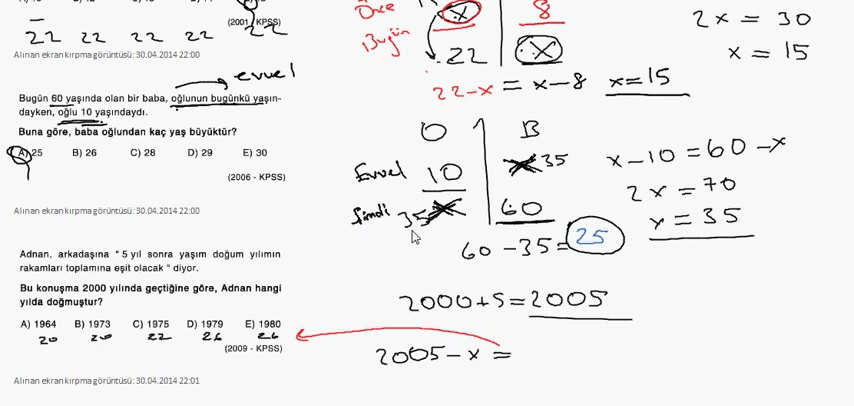 22 22 22 22 22
(2001 KPSS)
Alınan ekran kırpma görüntüsü: 30.04.2014 22:00
evvel
Bugün 60 yaşında olan bir baba, oğlunun bugünkü yaşın-
dayken, oğlu 10 yaşındaydı.
Buna göre, baba oğlundan kaç yaş büyüktür?
A) 25 B) 26 C) 28 D) 29 E) 30
(2006 - KPSS)
Alınan ekran kırpma görüntüsü: 30.04.2014 22:00
Adnan, arkadaşına " 5 yıl sonra yaşım doğum yılımın
rakamları toplamına eşit olacak " diyor.
Bu konuşma 2000 yılında geçtiğine göre, Adnan hangi
yılda doğmuştur?
A) 1964 B) 1973 C) 1975 D) 1979 E) 1980
20 20 22 26 26
(2009 - KPSS)
Alınan ekran kırpma görüntüsü: 30.04.2014 22:01
Önce x 8
Bugün 22 x
22-x = x-8 x=15
2x = 30
x = 15
O B
Evvel 10 x 35
Şimdi 35 x 60
60 - 35 = 25
x-10 = 60-x
2x = 70
x = 35
2000+5=2005
2005-x =